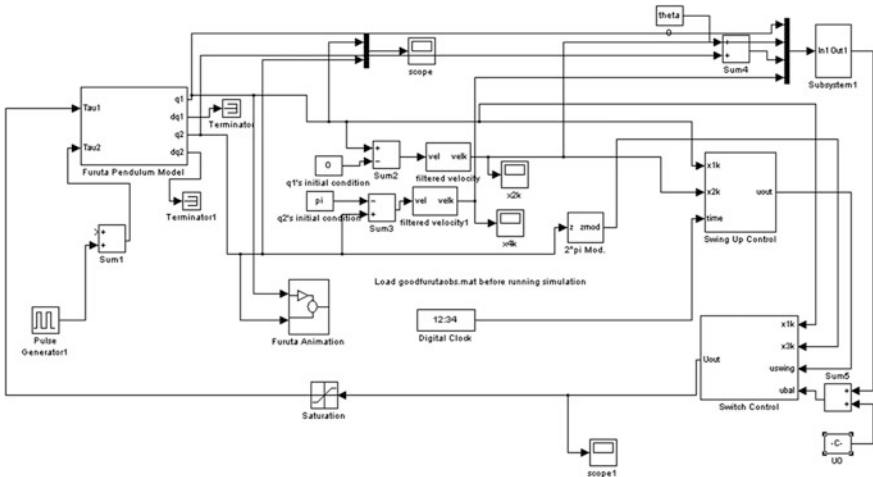 theta
0
Sum4
In1 Out1
Subsystem1
scope
Tau1
q1
dq1
Tau2
q2
dq2
Furuta Pendulum Model
Terminator
Terminator1
0
q1's initial condition
Sum2
vel
velk
filtered velocity
x2k
pi
q2's initial condition
Sum3
vel
velk
filtered velocity1
x4k
z
zmod
2*pi Mod.
x1k
x2k
time
uout
Swing Up Control
Sum1
Load goodfurutaobs.mat before running simulation
Pulse
Generator1
Furuta Animation
12:34
Digital Clock
x1k
x3k
uswing
ubal
Uout
Switch Control
Sum5
Saturation
-C-
U0
scope1